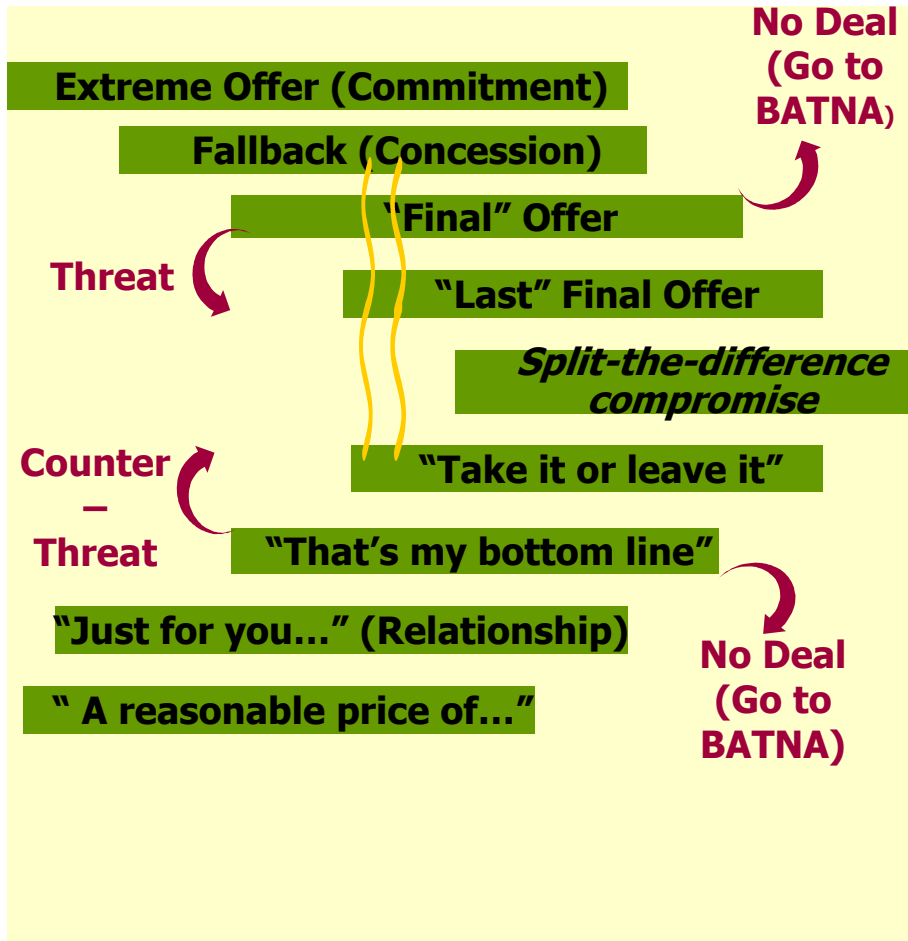 No Deal
(Go to
BATNA)
Extreme Offer (Commitment)
Fallback (Concession)
“Final” Offer
Threat
“Last” Final Offer
Split-the-difference
compromise
Counter
–
Threat
“Take it or leave it”
“That’s my bottom line”
“Just for you…” (Relationship)
No Deal
(Go to
BATNA)
“ A reasonable price of…”